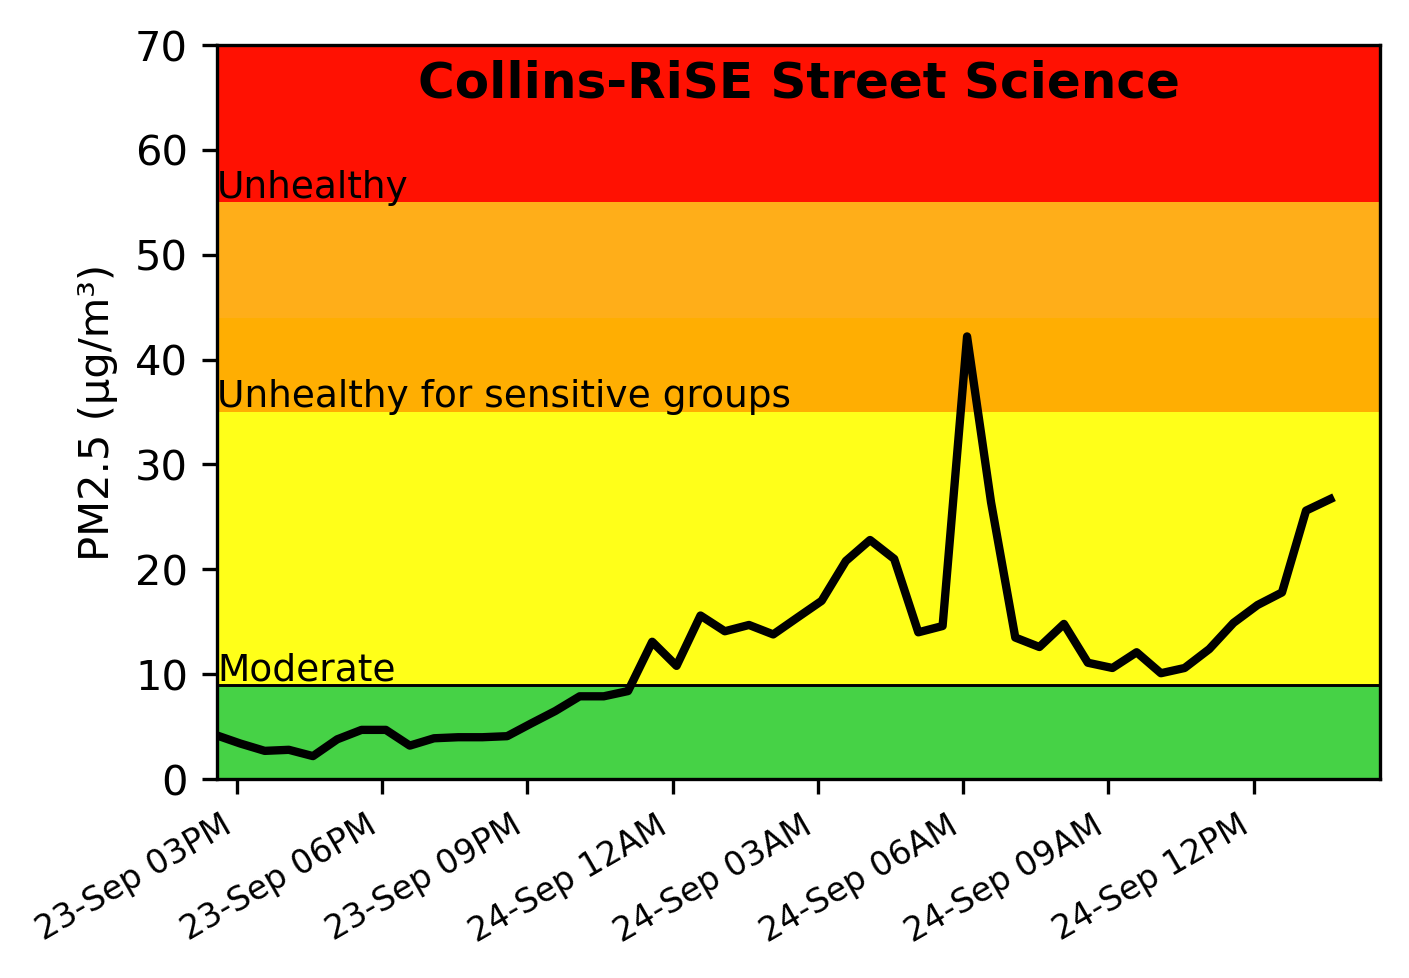 Collins-RiSE Street Science
PM2.5 (µg/m³)
70
60
50
40
30
20
10
0
Unhealthy
Unhealthy for sensitive groups
Moderate
23-Sep 03PM
23-Sep 06PM
23-Sep 09PM
24-Sep 12AM
24-Sep 03AM
24-Sep 06AM
24-Sep 09AM
24-Sep 12PM